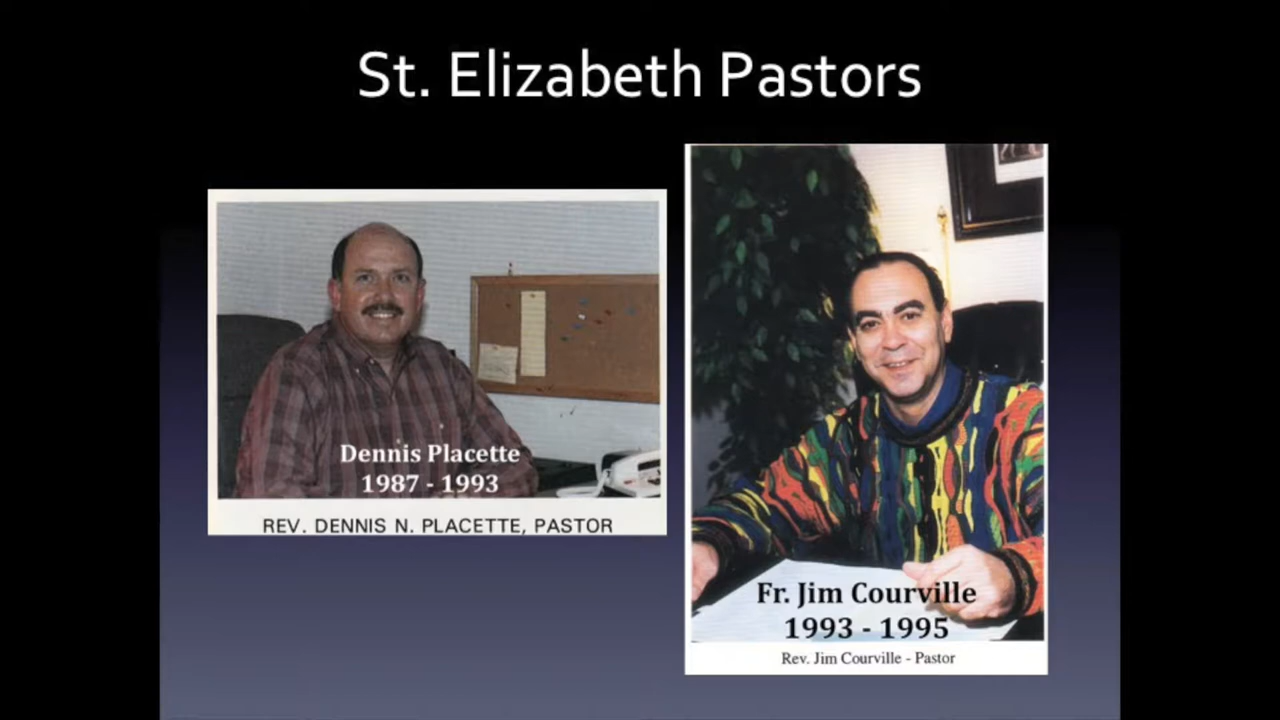 St. Elizabeth Pastors
Dennis Placette
1987 - 1993
REV. DENNIS N. PLACETTE, PASTOR
Fr. Jim Courville
1993 - 1995
Rev. Jim Courville - Pastor